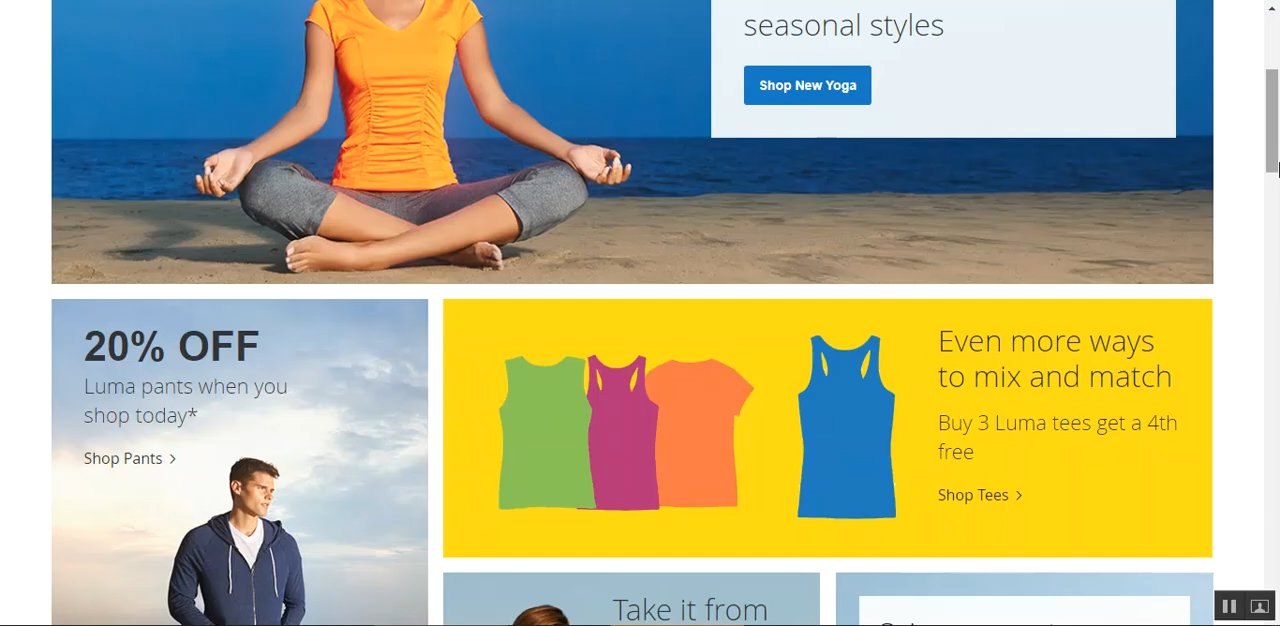 seasonal styles
Shop New Yoga
20% OFF
Luma pants when you
shop today*
Shop Pants >
Even more ways
to mix and match
Buy 3 Luma tees get a 4th
free
Shop Tees >
Take it from